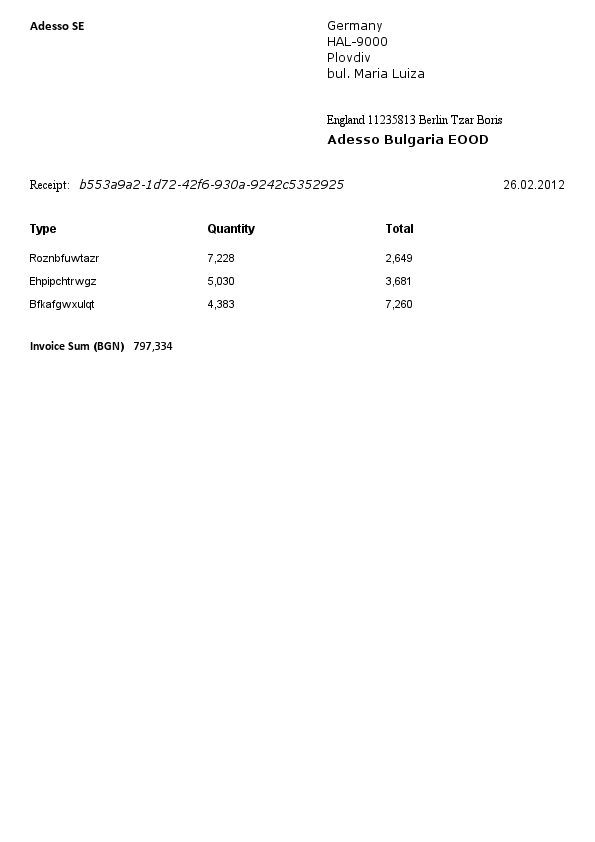 Adesso SE
Germany
HAL-9000
Plovdiv
bul. Maria Luiza
England 11235813 Berlin Tzar Boris
Adesso Bulgaria EOOD
Receipt: b553a9a2-1d72-42f6-930a-9242c5352925 26.02.2012
Type Quantity Total
Roznbfuwtazr 7,228 2,649
Ehpipchtrwgz 5,030 3,681
Bfkafgwxulqt 4,383 7,260
Invoice Sum (BGN) 797,334